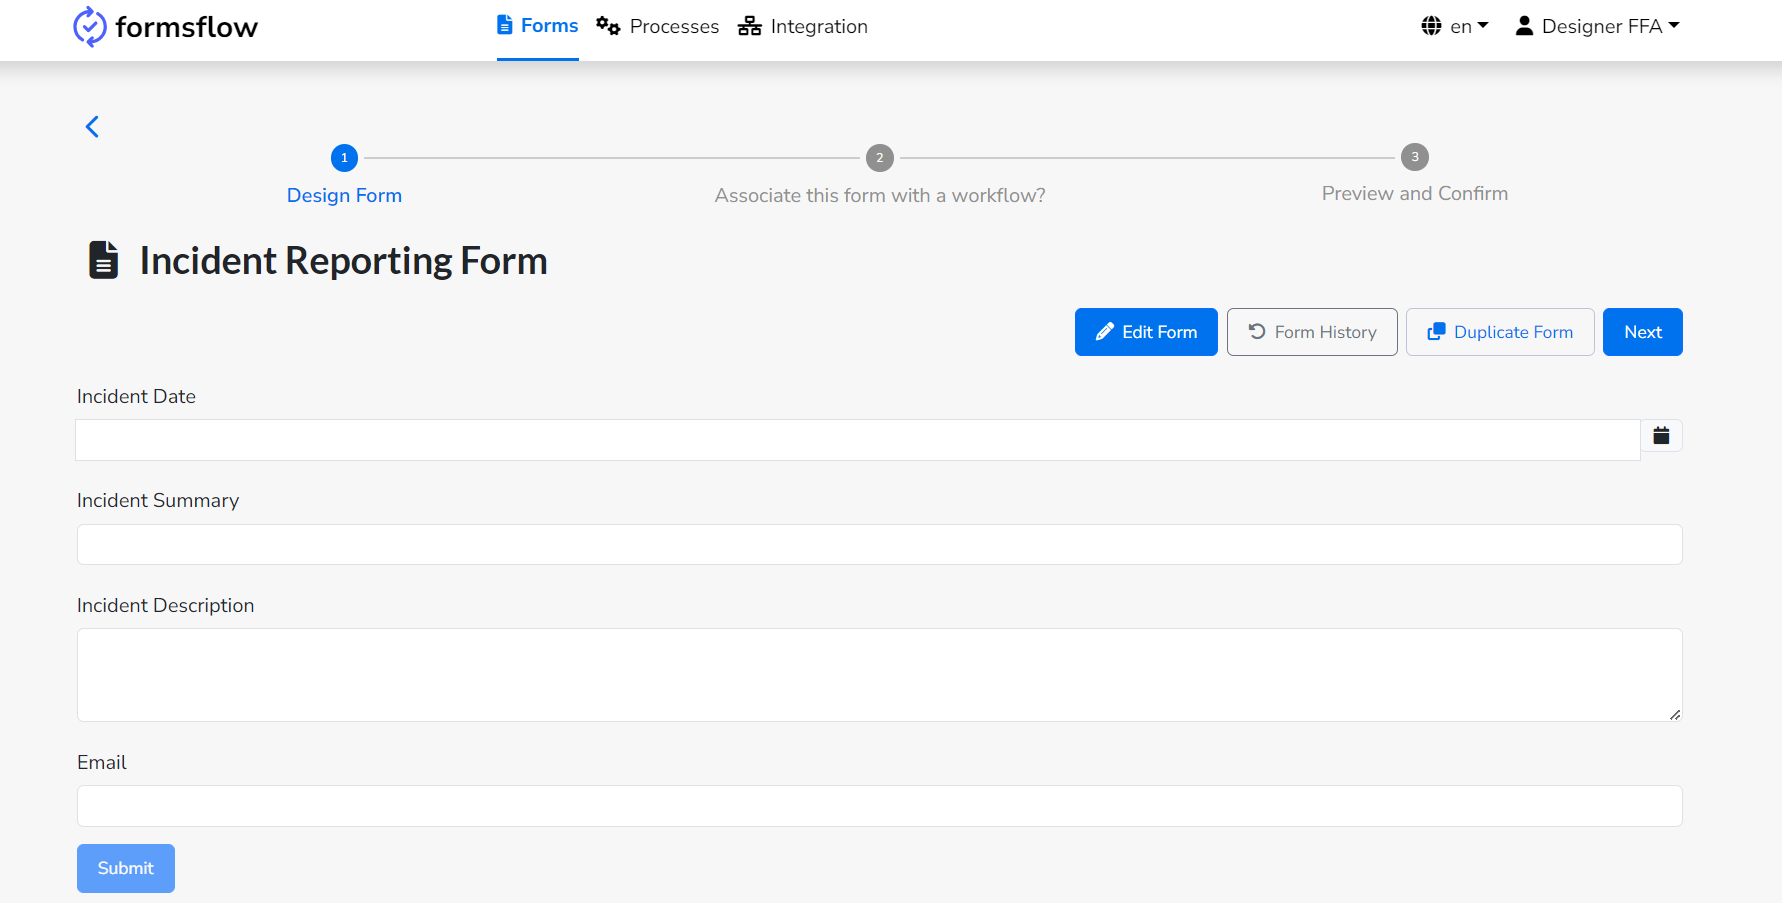 formsflow
Forms Processes Integration
en Designer FFA
1 2 3
Design Form Associate this form with a workflow? Preview and Confirm
Incident Reporting Form
Edit Form Form History Duplicate Form Next
Incident Date
Incident Summary
Incident Description
Email
Submit